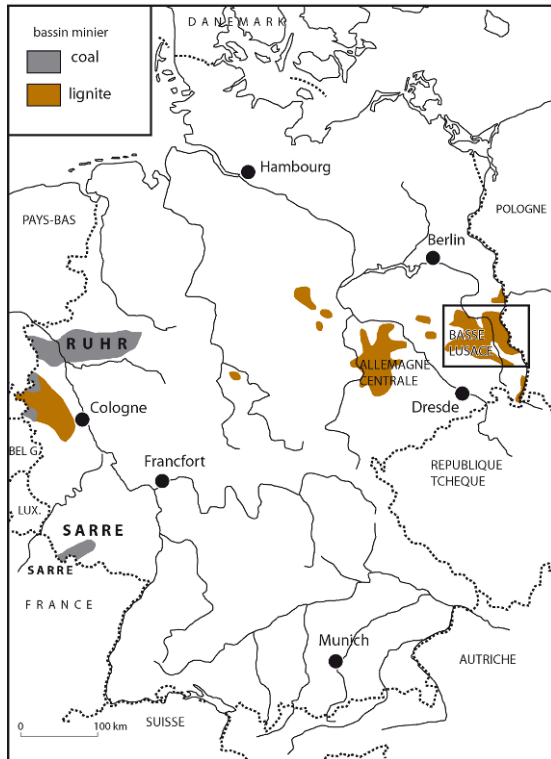 DANEMARK
bassin minier
coal
lignite
Hambourg
PAYS-BAS
POLOGNE
Berlin
RUHR
BASSE
LUSACE
ALLEMAGNE
CENTRALE
Cologne
Dresde
BEL G.
Francfort
REPUBLIQUE
TCHEQUE
LUX.
SARRE
SARRE
FRANCE
Munich
AUTRICHE
SUISSE
0 100 km